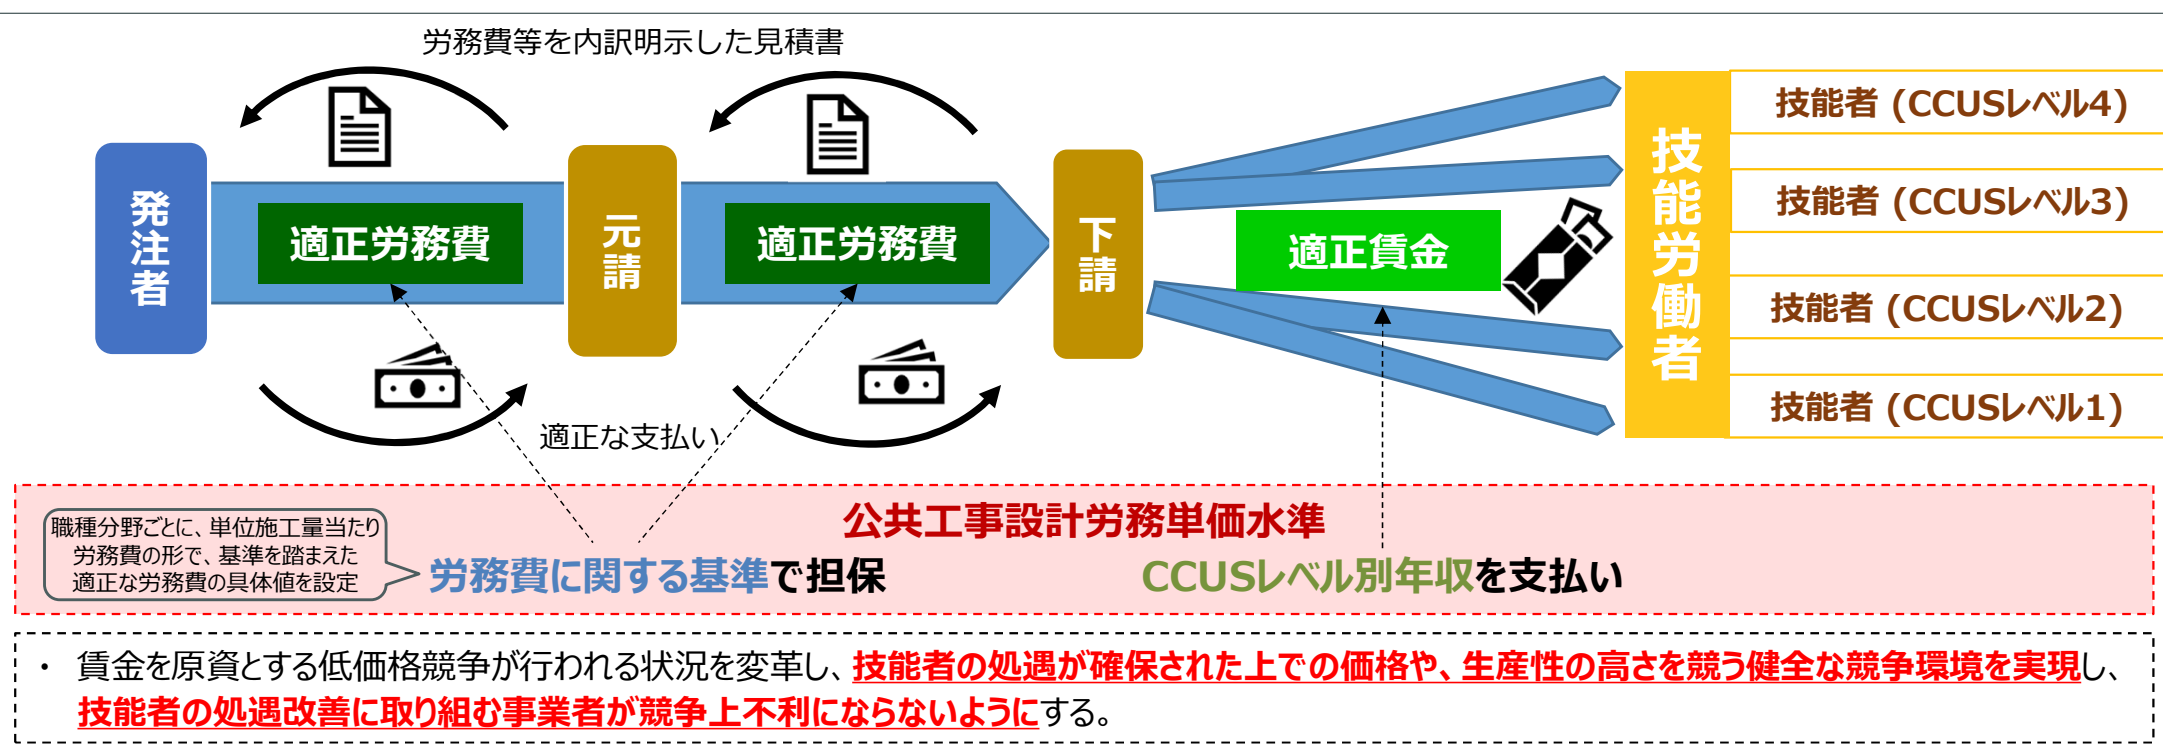 労務費等を内訳明示した見積書
発注者
適正労務費
元請
適正労務費
下請
適正賃金
技能労働者
技能者 (CCUSレベル4)
技能者 (CCUSレベル3)
技能者 (CCUSレベル2)
技能者 (CCUSレベル1)
適正な支払い
公共工事設計労務単価水準
職種分野ごとに、単位施工量当たり
労務費の形で、基準を踏まえた
適正な労務費の具体値を設定
労務費に関する基準で担保
CCUSレベル別年収を支払い
・ 賃金を原資とする低価格競争が行われる状況を変革し、技能者の処遇が確保された上での価格や、生産性の高さを競う健全な競争環境を実現し、
技能者の処遇改善に取り組む事業者が競争上不利にならないようにする。